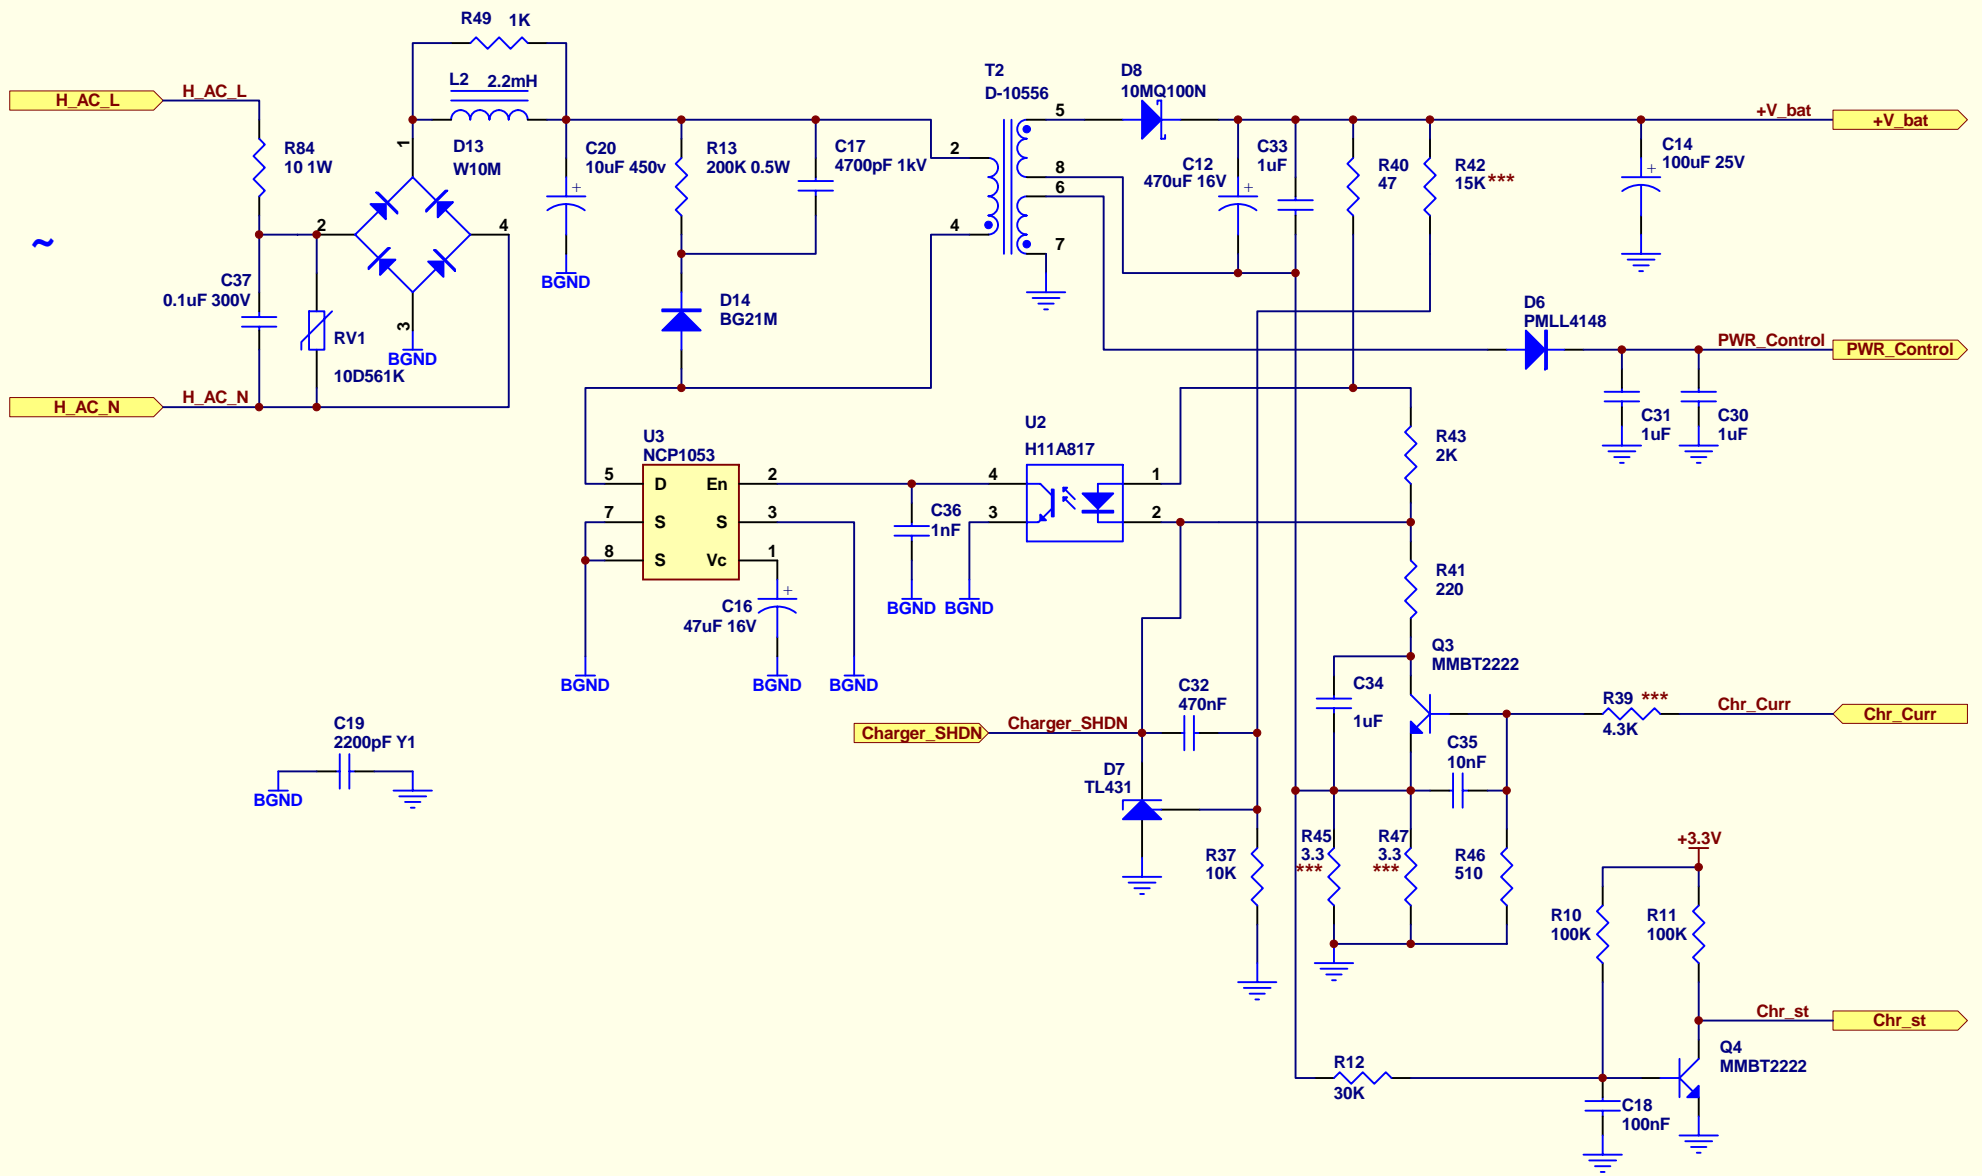 R49 1K
L2 2.2mH
H_AC_L H_AC_L
R84
10 1W
1
D13
W10M
2
4
3
BGND
~
C37
0.1uF 300V
RV1
10D561K
H_AC_N H_AC_N
C20
10uF 450v
+
BGND
R13
200K 0.5W
C17
4700pF 1kV
D14
BG21M
T2
D-10556
2
4
5
8
6
7
D8
10MQ100N
C12
470uF 16V
+
C33
1uF
R40
47
R42
15K ***
C14
100uF 25V
+
+V_bat +V_bat
D6
PMLL4148
PWR_Control PWR_Control
C31
1uF
C30
1uF
U3
NCP1053
5 D En 2
7 S S 3
8 S Vc 1
C16
47uF 16V
+
BGND
BGND
BGND
C36
1nF
BGND
BGND
U2
H11A817
4
3
1
2
R43
2K
R41
220
Q3
MMBT2222
C34
1uF
C35
10nF
R39 ***
4.3K
Chr_Curr Chr_Curr
Charger_SHDN Charger_SHDN
C32
470nF
D7
TL431
R37
10K
R45
3.3
***
R47
3.3
***
R46
510
C19
2200pF Y1
BGND
+3.3V
R10
100K
R11
100K
Chr_st Chr_st
Q4
MMBT2222
R12
30K
C18
100nF